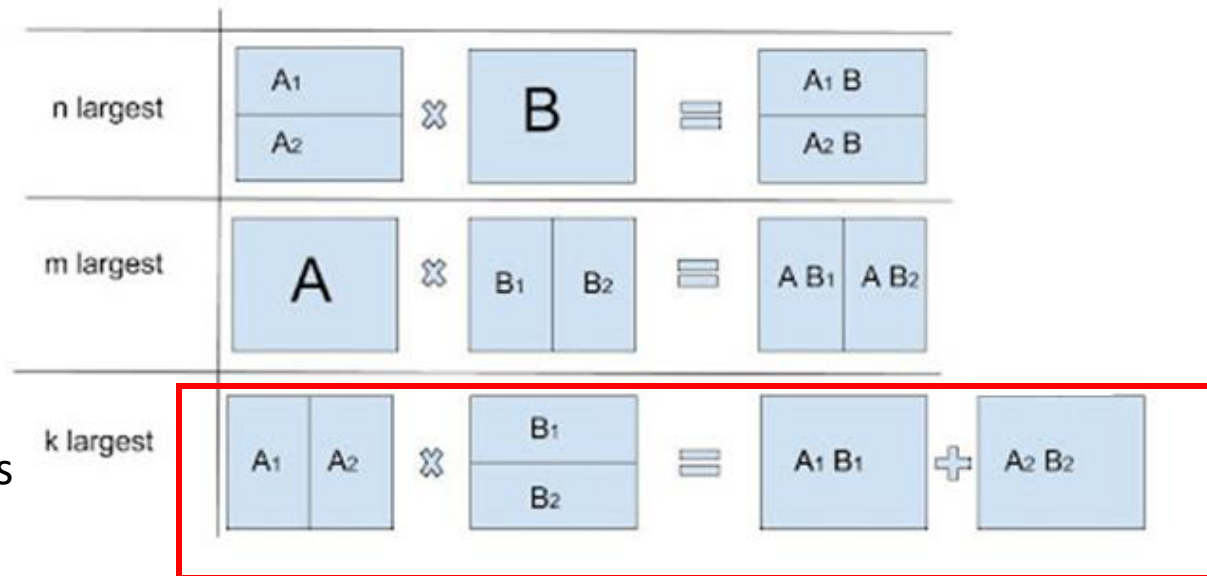 n largest A1 B A1 B
A2 A2 B
m largest A B1 B2 A B1 A B2
k largest A1 A2 B1 A1 B1 A2 B2
s B2